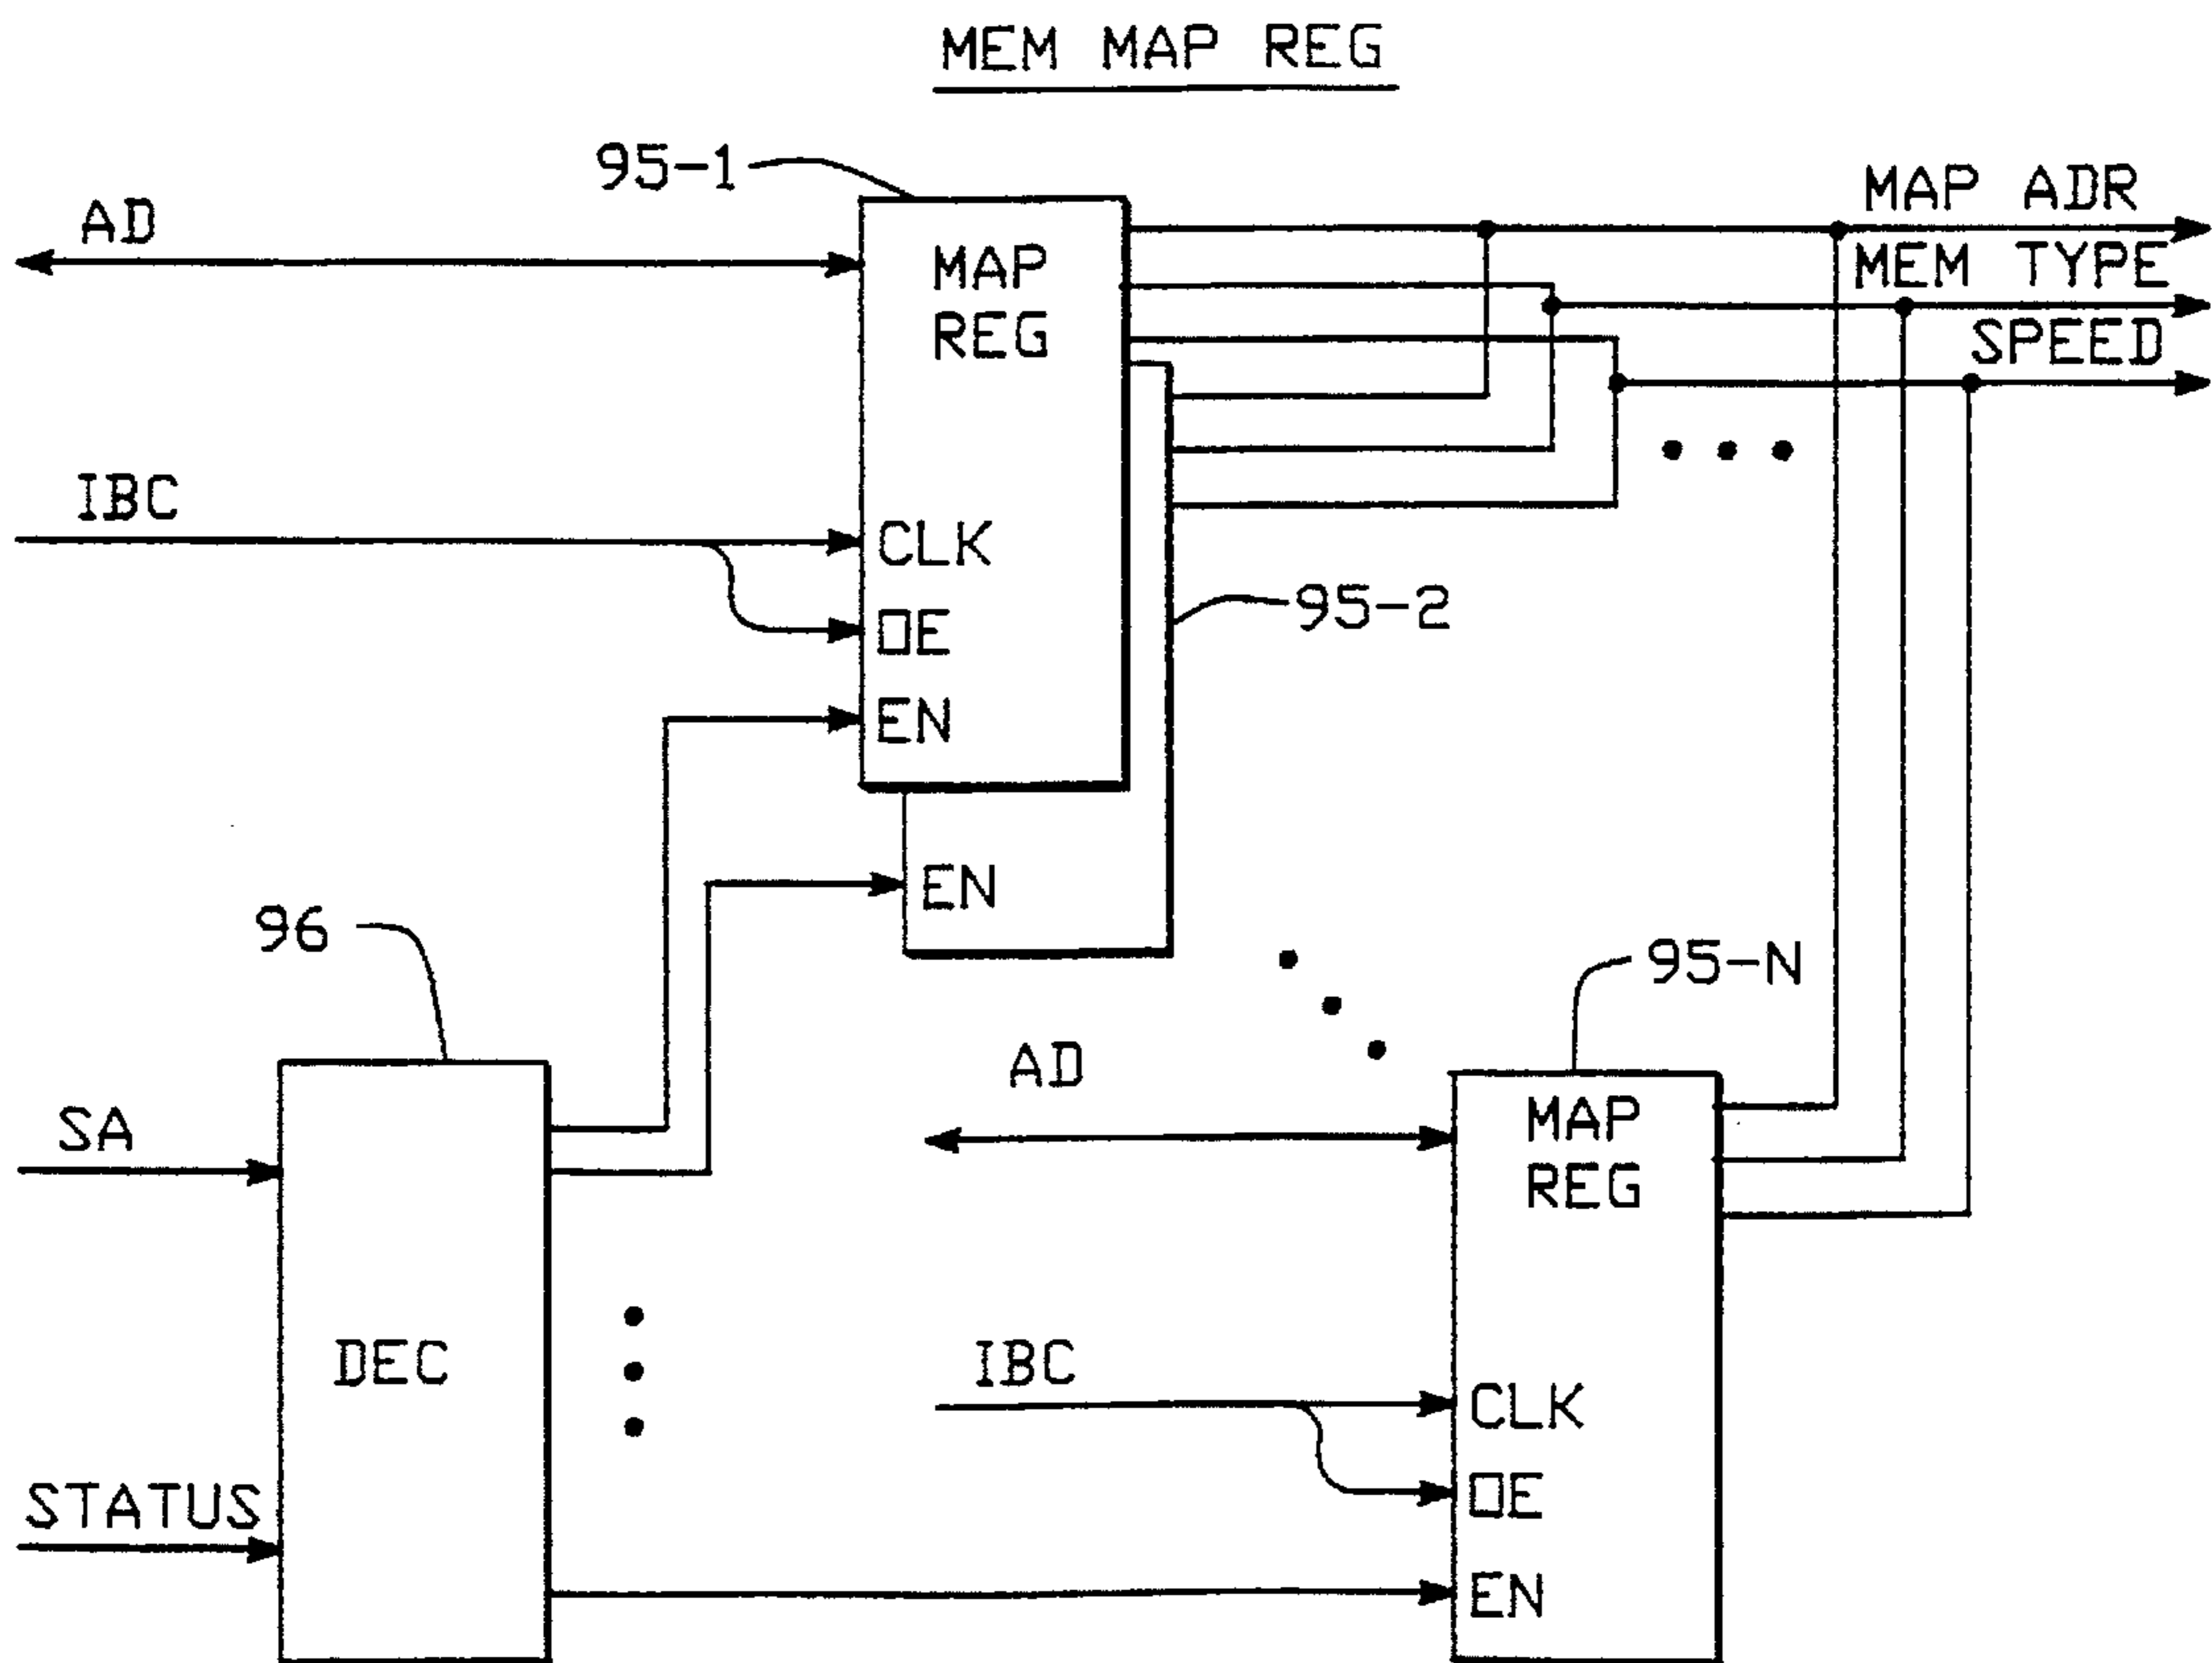 MEM MAP REG
95-1
AD
MAP ADR
MEM TYPE
SPEED
MAP
REG
IBC
CLK
OE
EN
95-2
EN
96
95-N
AD
SA
MAP
REG
DEC
IBC
CLK
OE
STATUS
EN